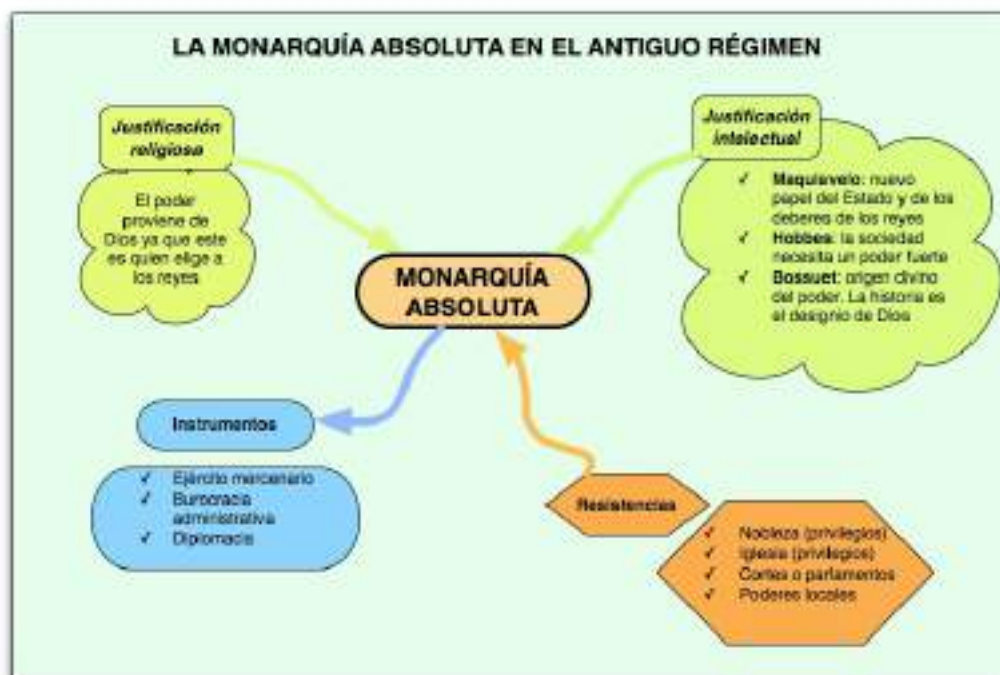 LA MONARQUÍA ABSOLUTA EN EL ANTIGUO RÉGIMEN
Justificación
religiosa
El poder
proviene de
Dios ya que este
es quien elige a
los reyes
Justificación
intelectual
✓ Maquiavelo: nuevo
papel del Estado y de los
deberes de los reyes
✓ Hobbes: la sociedad
necesita un poder fuerte
✓ Bossuet: origen divino
del poder. La historia es
el designio de Dios
MONARQUÍA
ABSOLUTA
Instrumentos
✓ Ejército mercenario
✓ Burocracia
administrativa
✓ Diplomacia
Resistencias
✓ Nobleza (privilegios)
✓ Iglesia (privilegios)
✓ Cortes o parlamentos
✓ Poderes locales